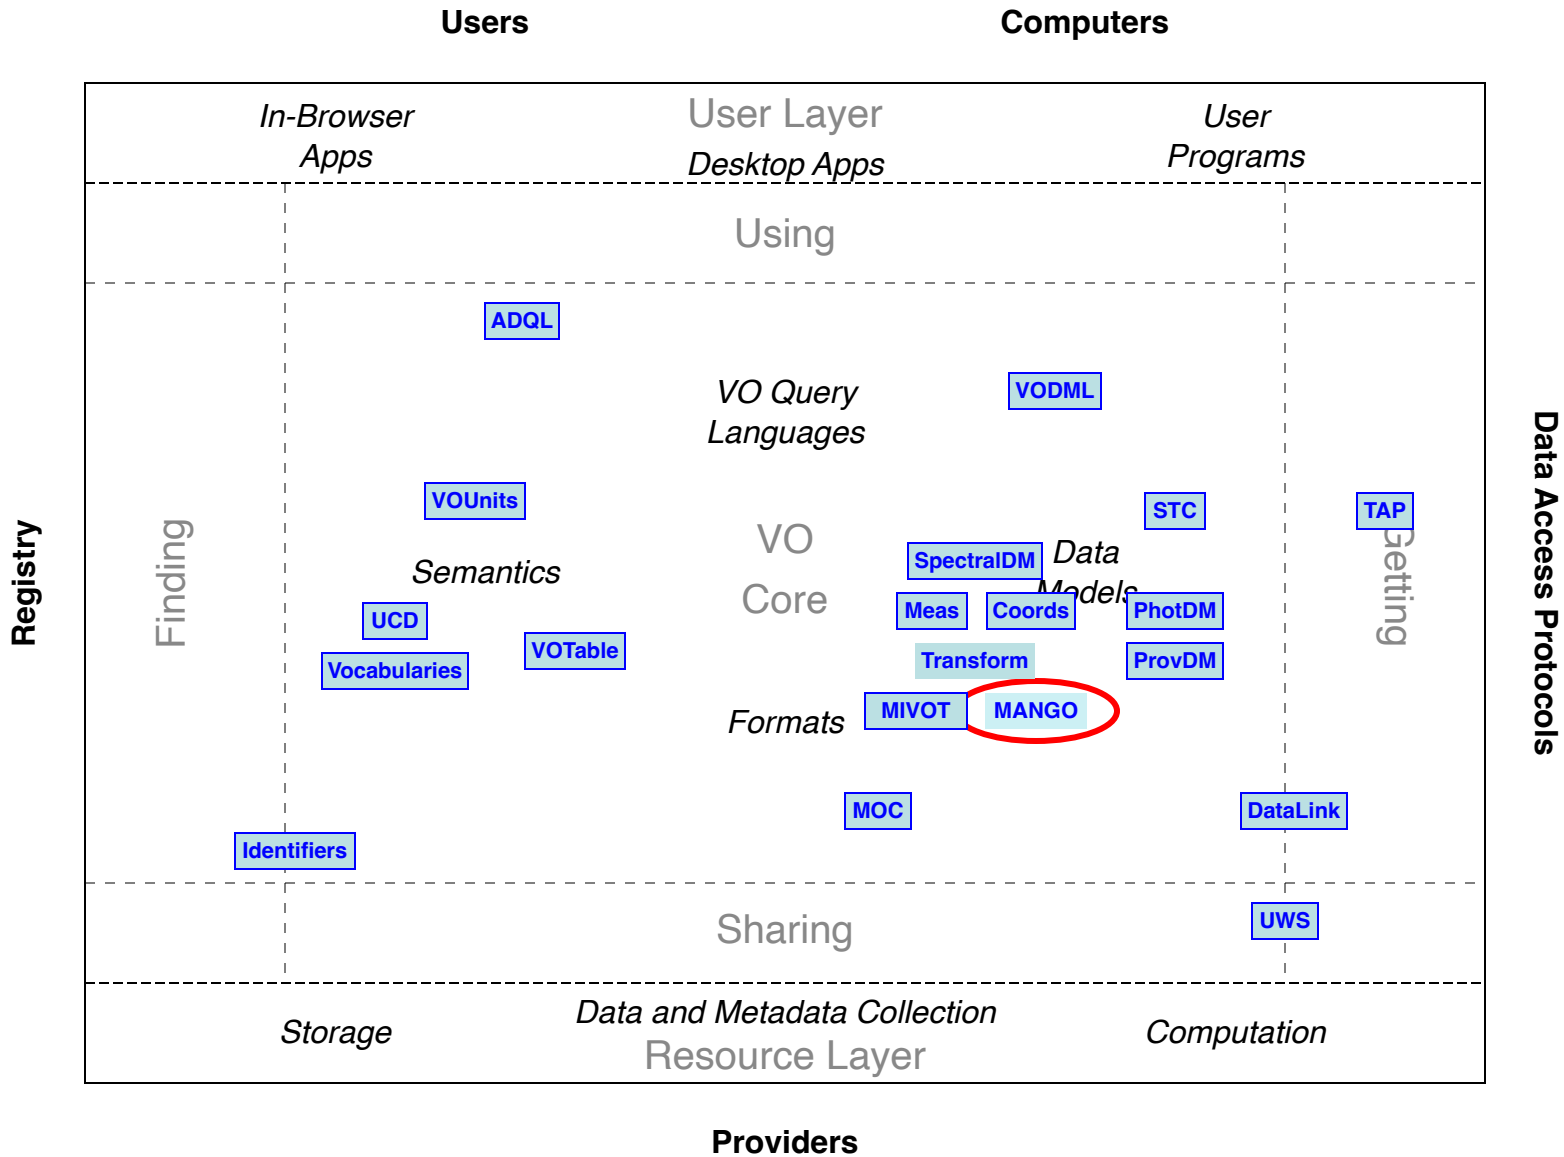 Users
Computers
In-Browser
Apps
User Layer
Desktop Apps
User
Programs
Using
ADQL
VO Query
Languages
VODML
VOUnits
STC
TAP
Registry
Finding
Semantics
VO
Core
SpectralDM
Data
Models
Getting
Data Access Protocols
UCD
Meas
Coords
PhotDM
VOTable
Vocabularies
Transform
ProvDM
Formats
MIVOT
MANGO
MOC
DataLink
Identifiers
Sharing
UWS
Storage
Data and Metadata Collection
Computation
Resource Layer
Providers